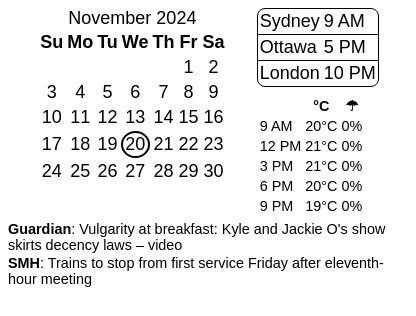 November 2024
Su Mo Tu We Th Fr Sa
1 2
3 4 5 6 7 8 9
10 11 12 13 14 15 16
17 18 19 20 21 22 23
24 25 26 27 28 29 30
Sydney 9 AM
Ottawa 5 PM
London 10 PM
°C ☂
9 AM 20°C 0%
12 PM 21°C 0%
3 PM 21°C 0%
6 PM 20°C 0%
9 PM 19°C 0%
Guardian: Vulgarity at breakfast: Kyle and Jackie O's show
skirts decency laws – video
SMH: Trains to stop from first service Friday after eleventh-
hour meeting